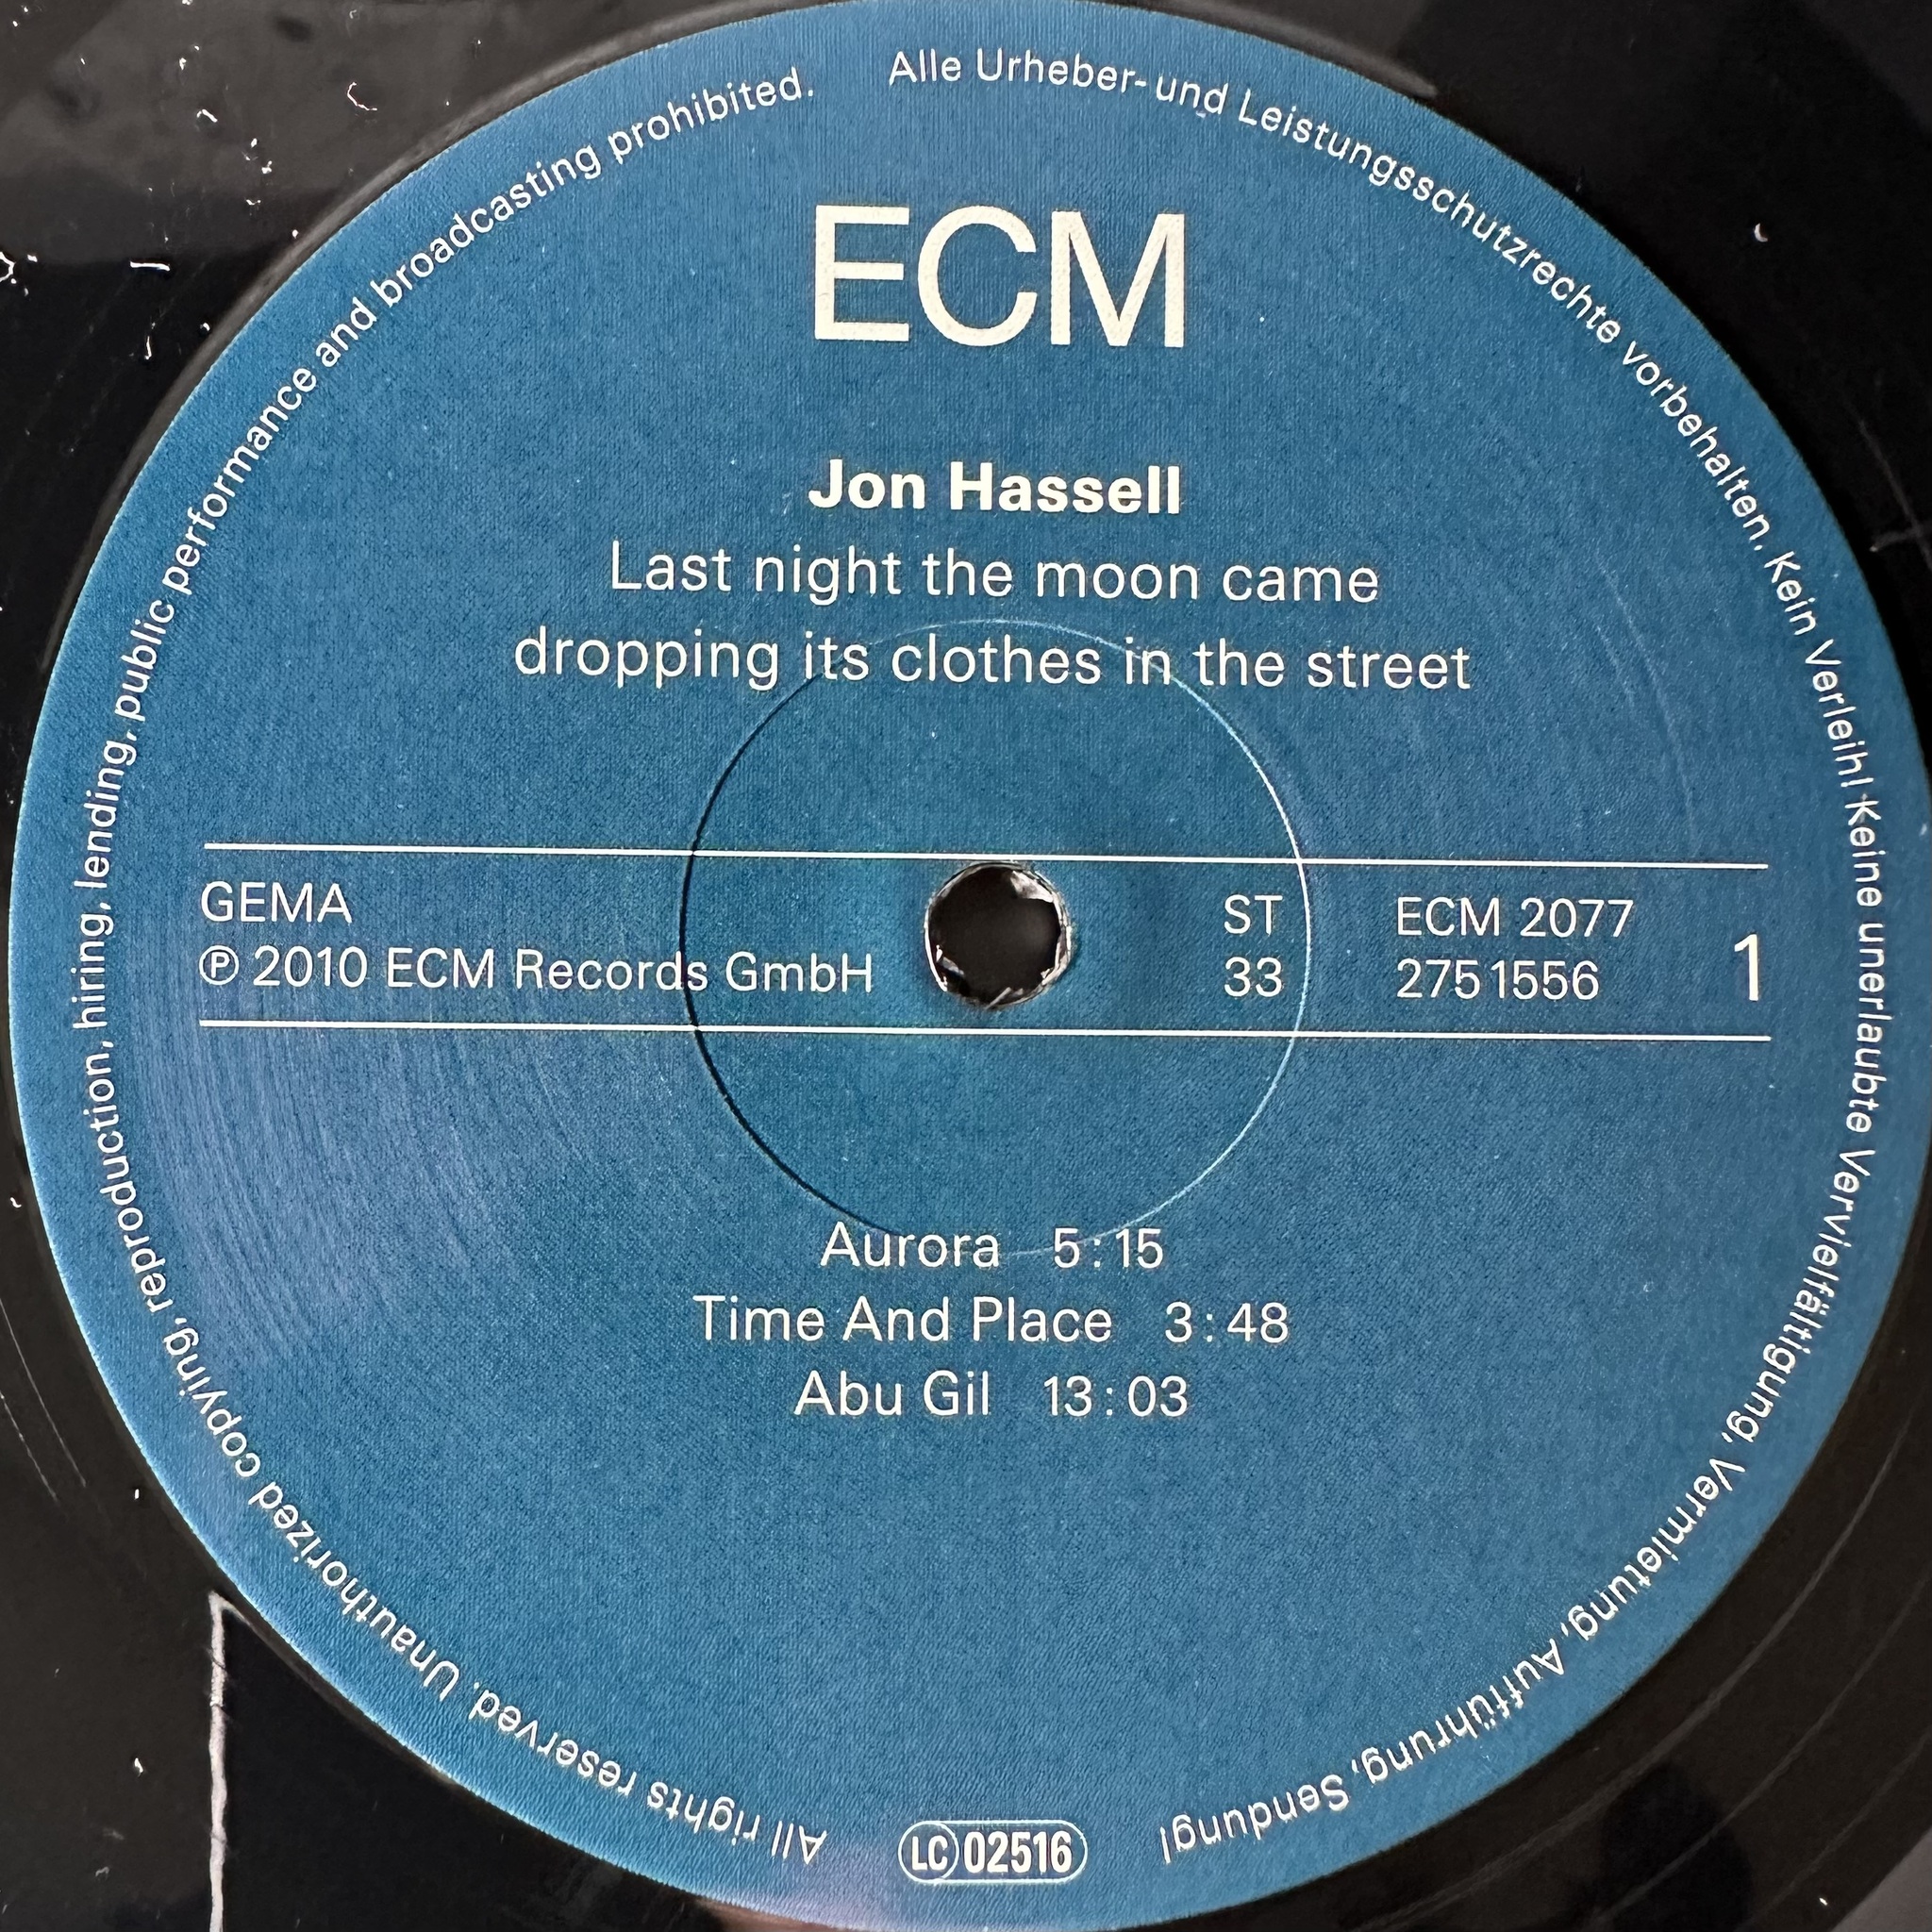 ECM
Jon Hassell
Last night the moon came
dropping its clothes in the street
GEMA
℗ 2010 ECM Records GmbH
ST
33
ECM 2077
2751556
1
Aurora 5:15
Time And Place 3:48
Abu Gil 13:03
LC 02516
Alle Urheber- und Leistungsschutzrechte vorbehalten. Kein Verleih! Keine unerlaubte Vervielfältigung, Vermietung, Aufführung, Sendung!
All rights reserved. Unauthorized copying, reproduction, hiring, lending, public performance and broadcasting prohibited.